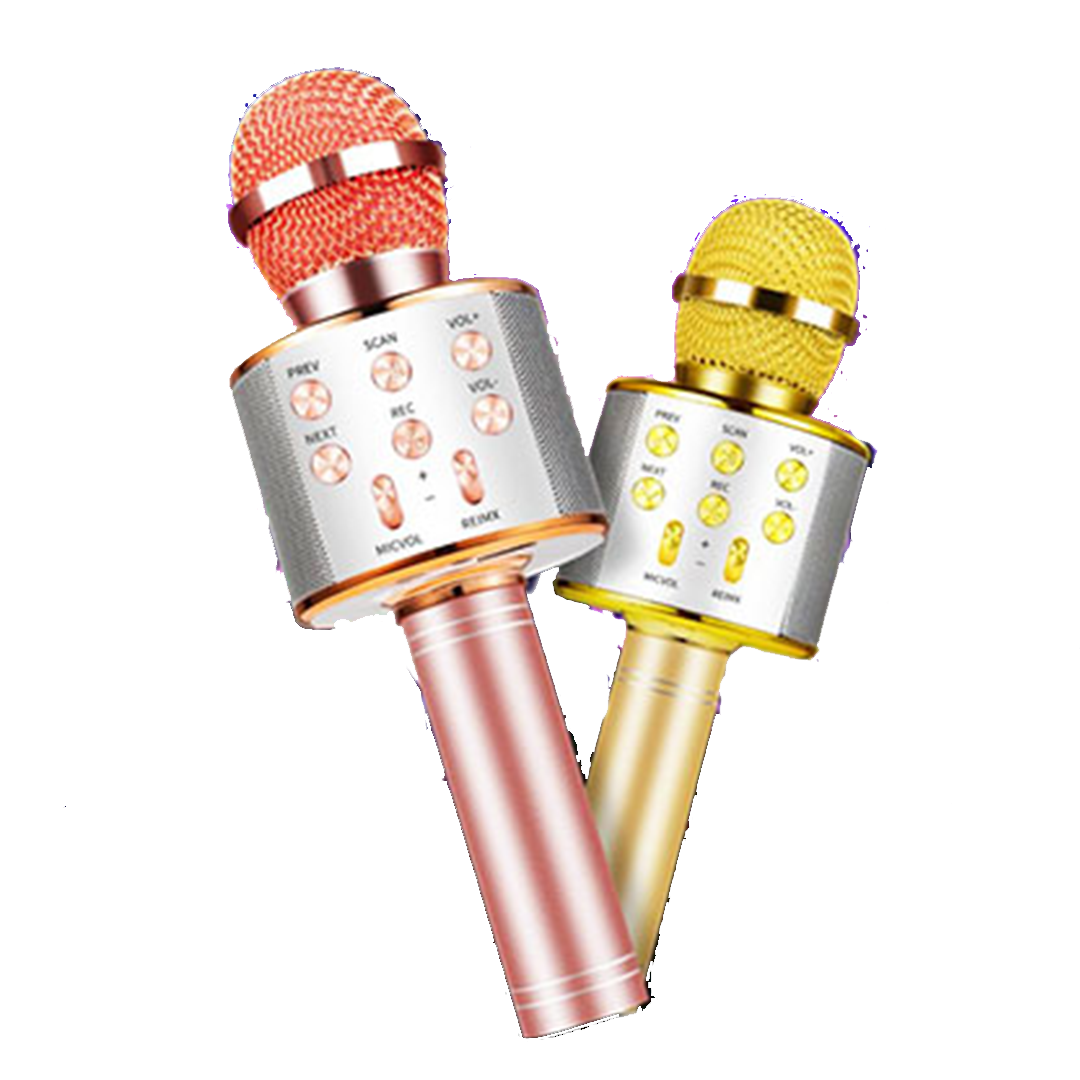 PREV
SCAN
VOL+
NEXT
REC
VOL-
+
-
MICVOL
REIMX
PREV
SCAN
VOL+
NEXT
REC
VOL-
+
-
MICVOL
REIMX